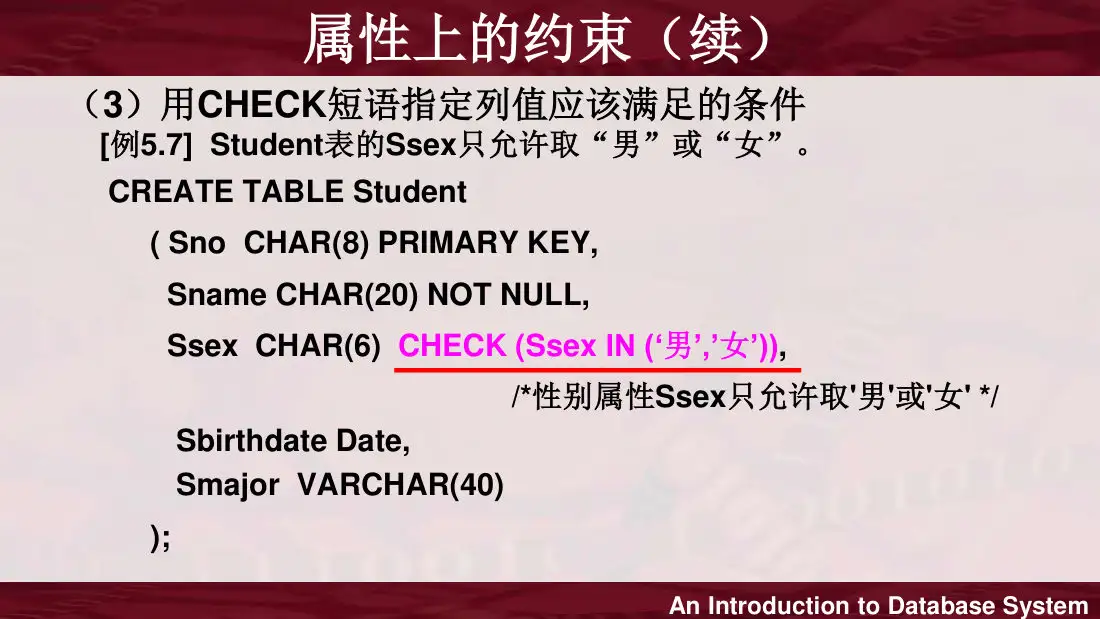 属性上的约束（续）
（3）用CHECK短语指定列值应该满足的条件
[例5.7]  Student表的Ssex只允许取“男”或“女”。
CREATE TABLE Student
( Sno  CHAR(8) PRIMARY KEY,
Sname CHAR(20) NOT NULL,
Ssex  CHAR(6)  CHECK (Ssex IN (‘男’,’女’)),
/*性别属性Ssex只允许取'男'或'女' */
Sbirthdate Date,
Smajor  VARCHAR(40)
);
An Introduction to Database System